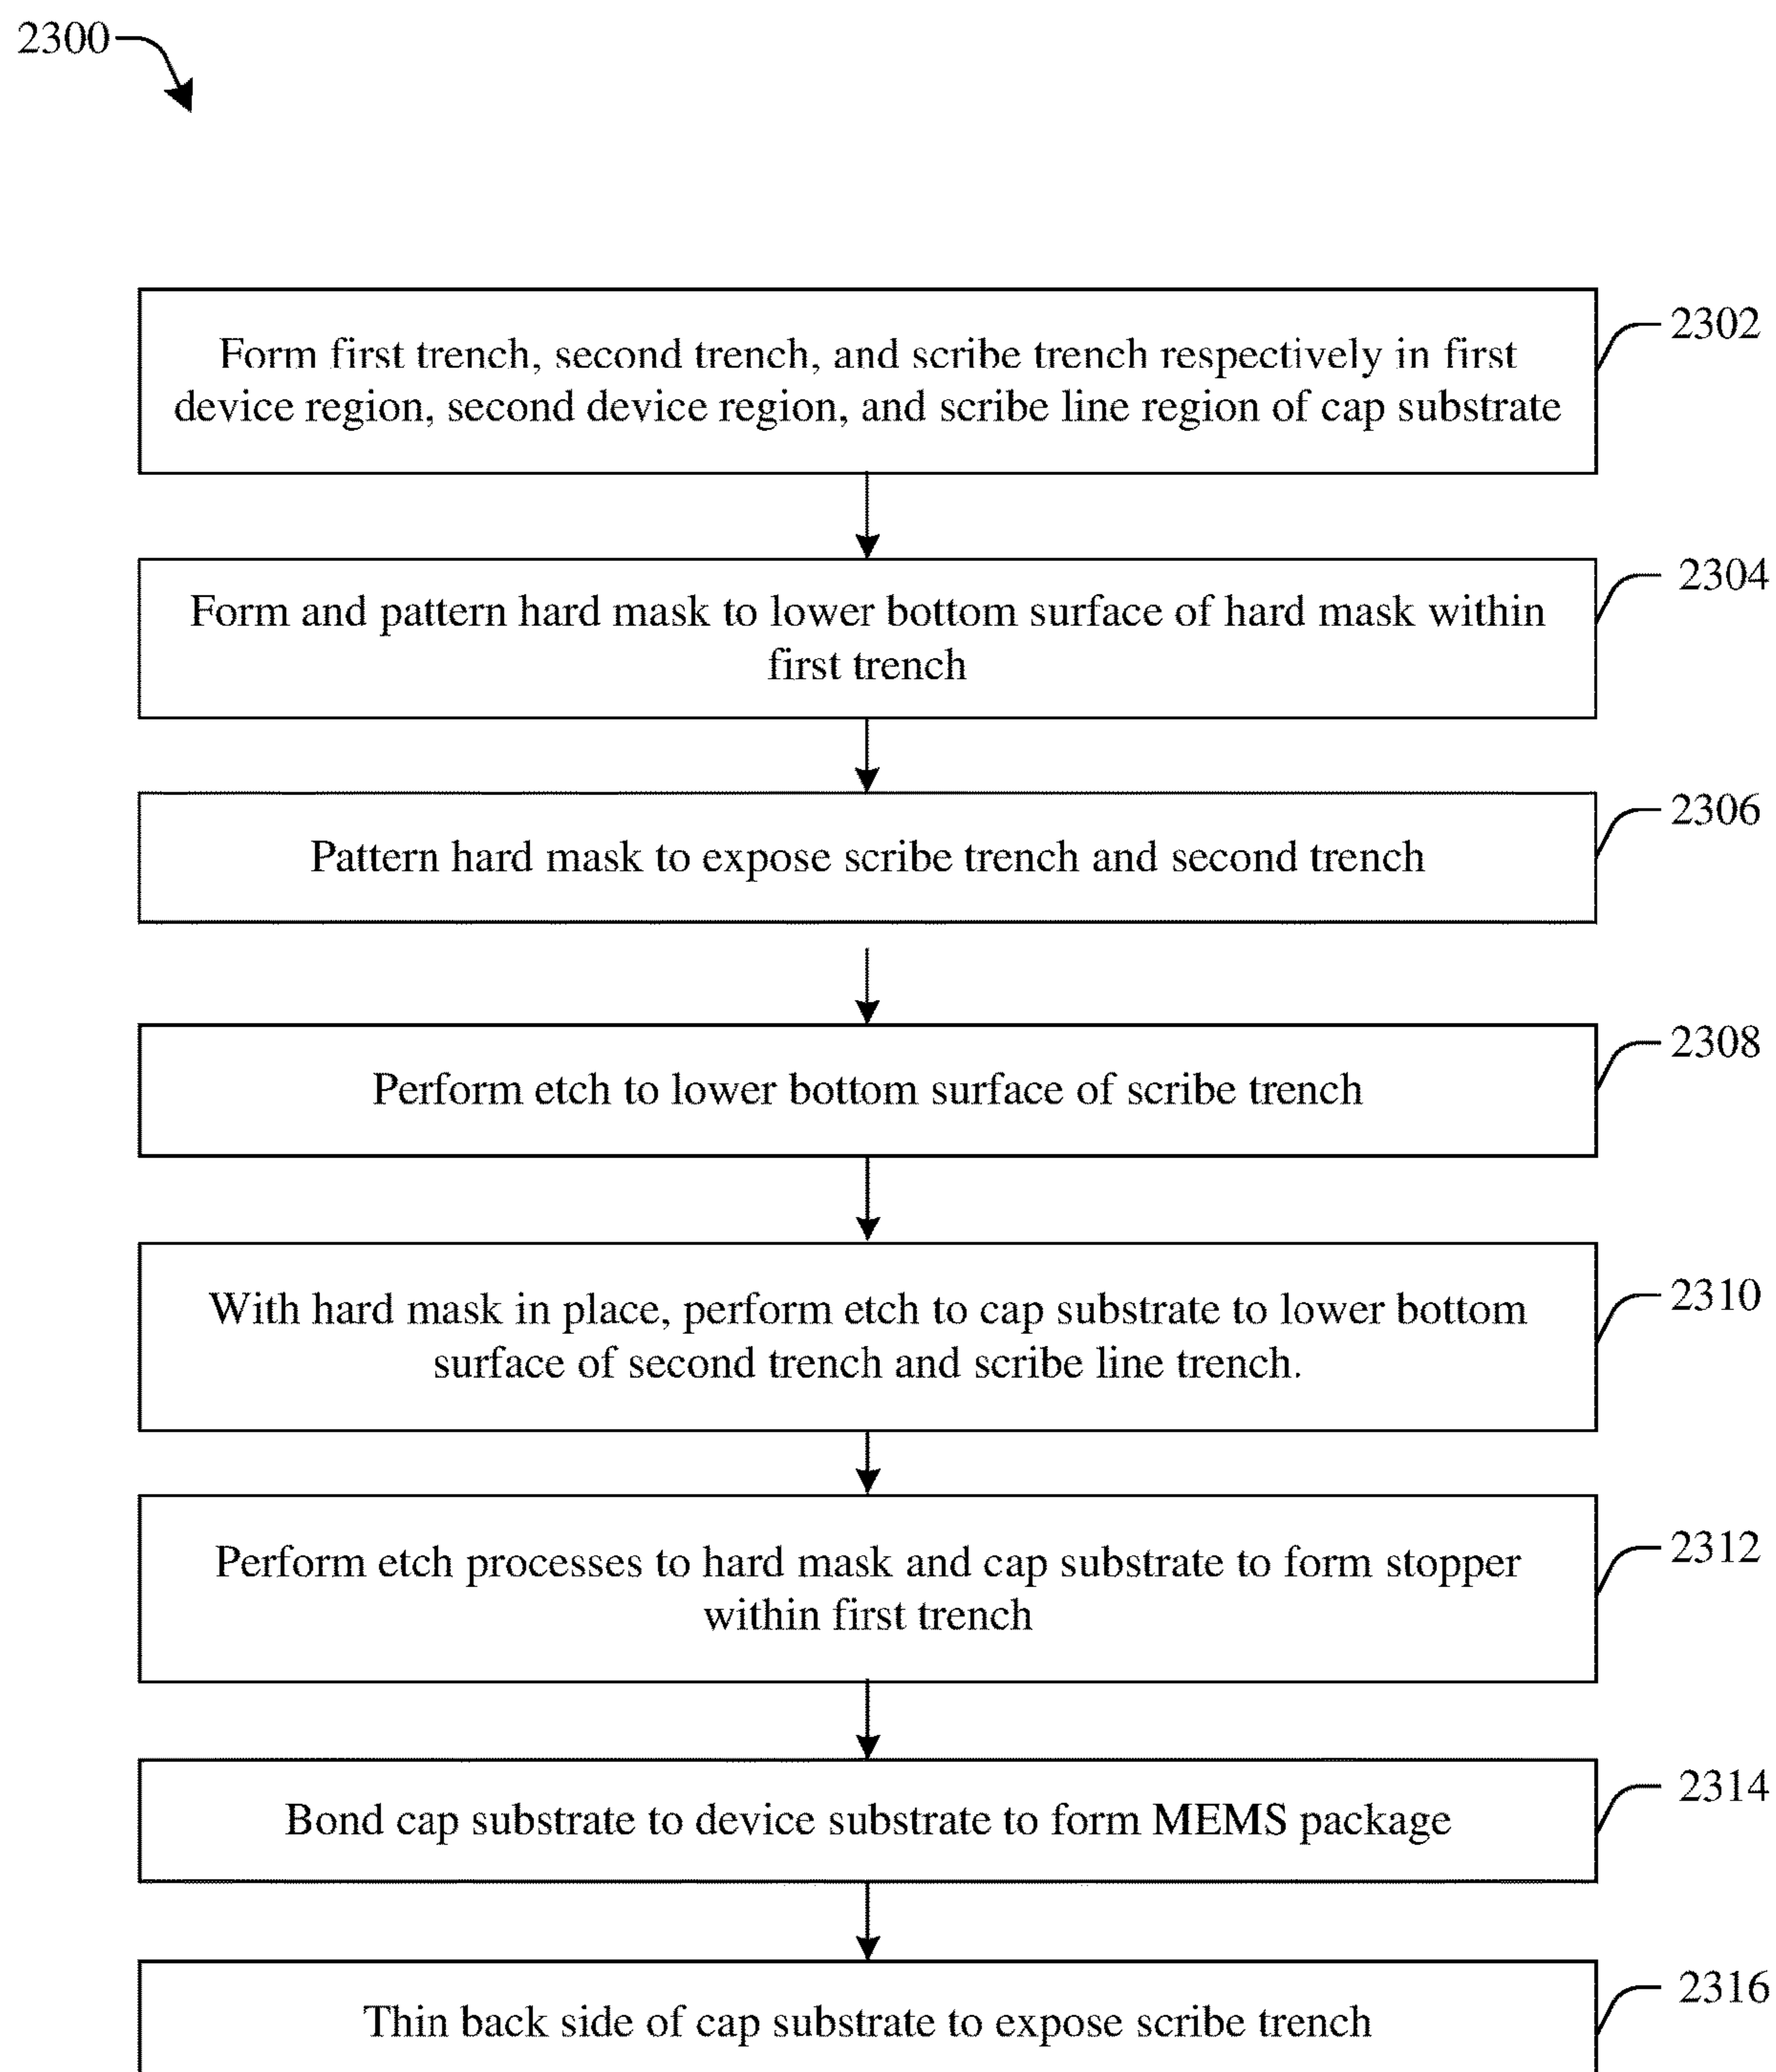 2300
Form first trench, second trench, and scribe trench respectively in first
device region, second device region, and scribe line region of cap substrate
2302
Form and pattern hard mask to lower bottom surface of hard mask within
first trench
2304
Pattern hard mask to expose scribe trench and second trench
2306
Perform etch to lower bottom surface of scribe trench
2308
With hard mask in place, perform etch to cap substrate to lower bottom
surface of second trench and scribe line trench.
2310
Perform etch processes to hard mask and cap substrate to form stopper
within first trench
2312
Bond cap substrate to device substrate to form MEMS package
2314
Thin back side of cap substrate to expose scribe trench
2316